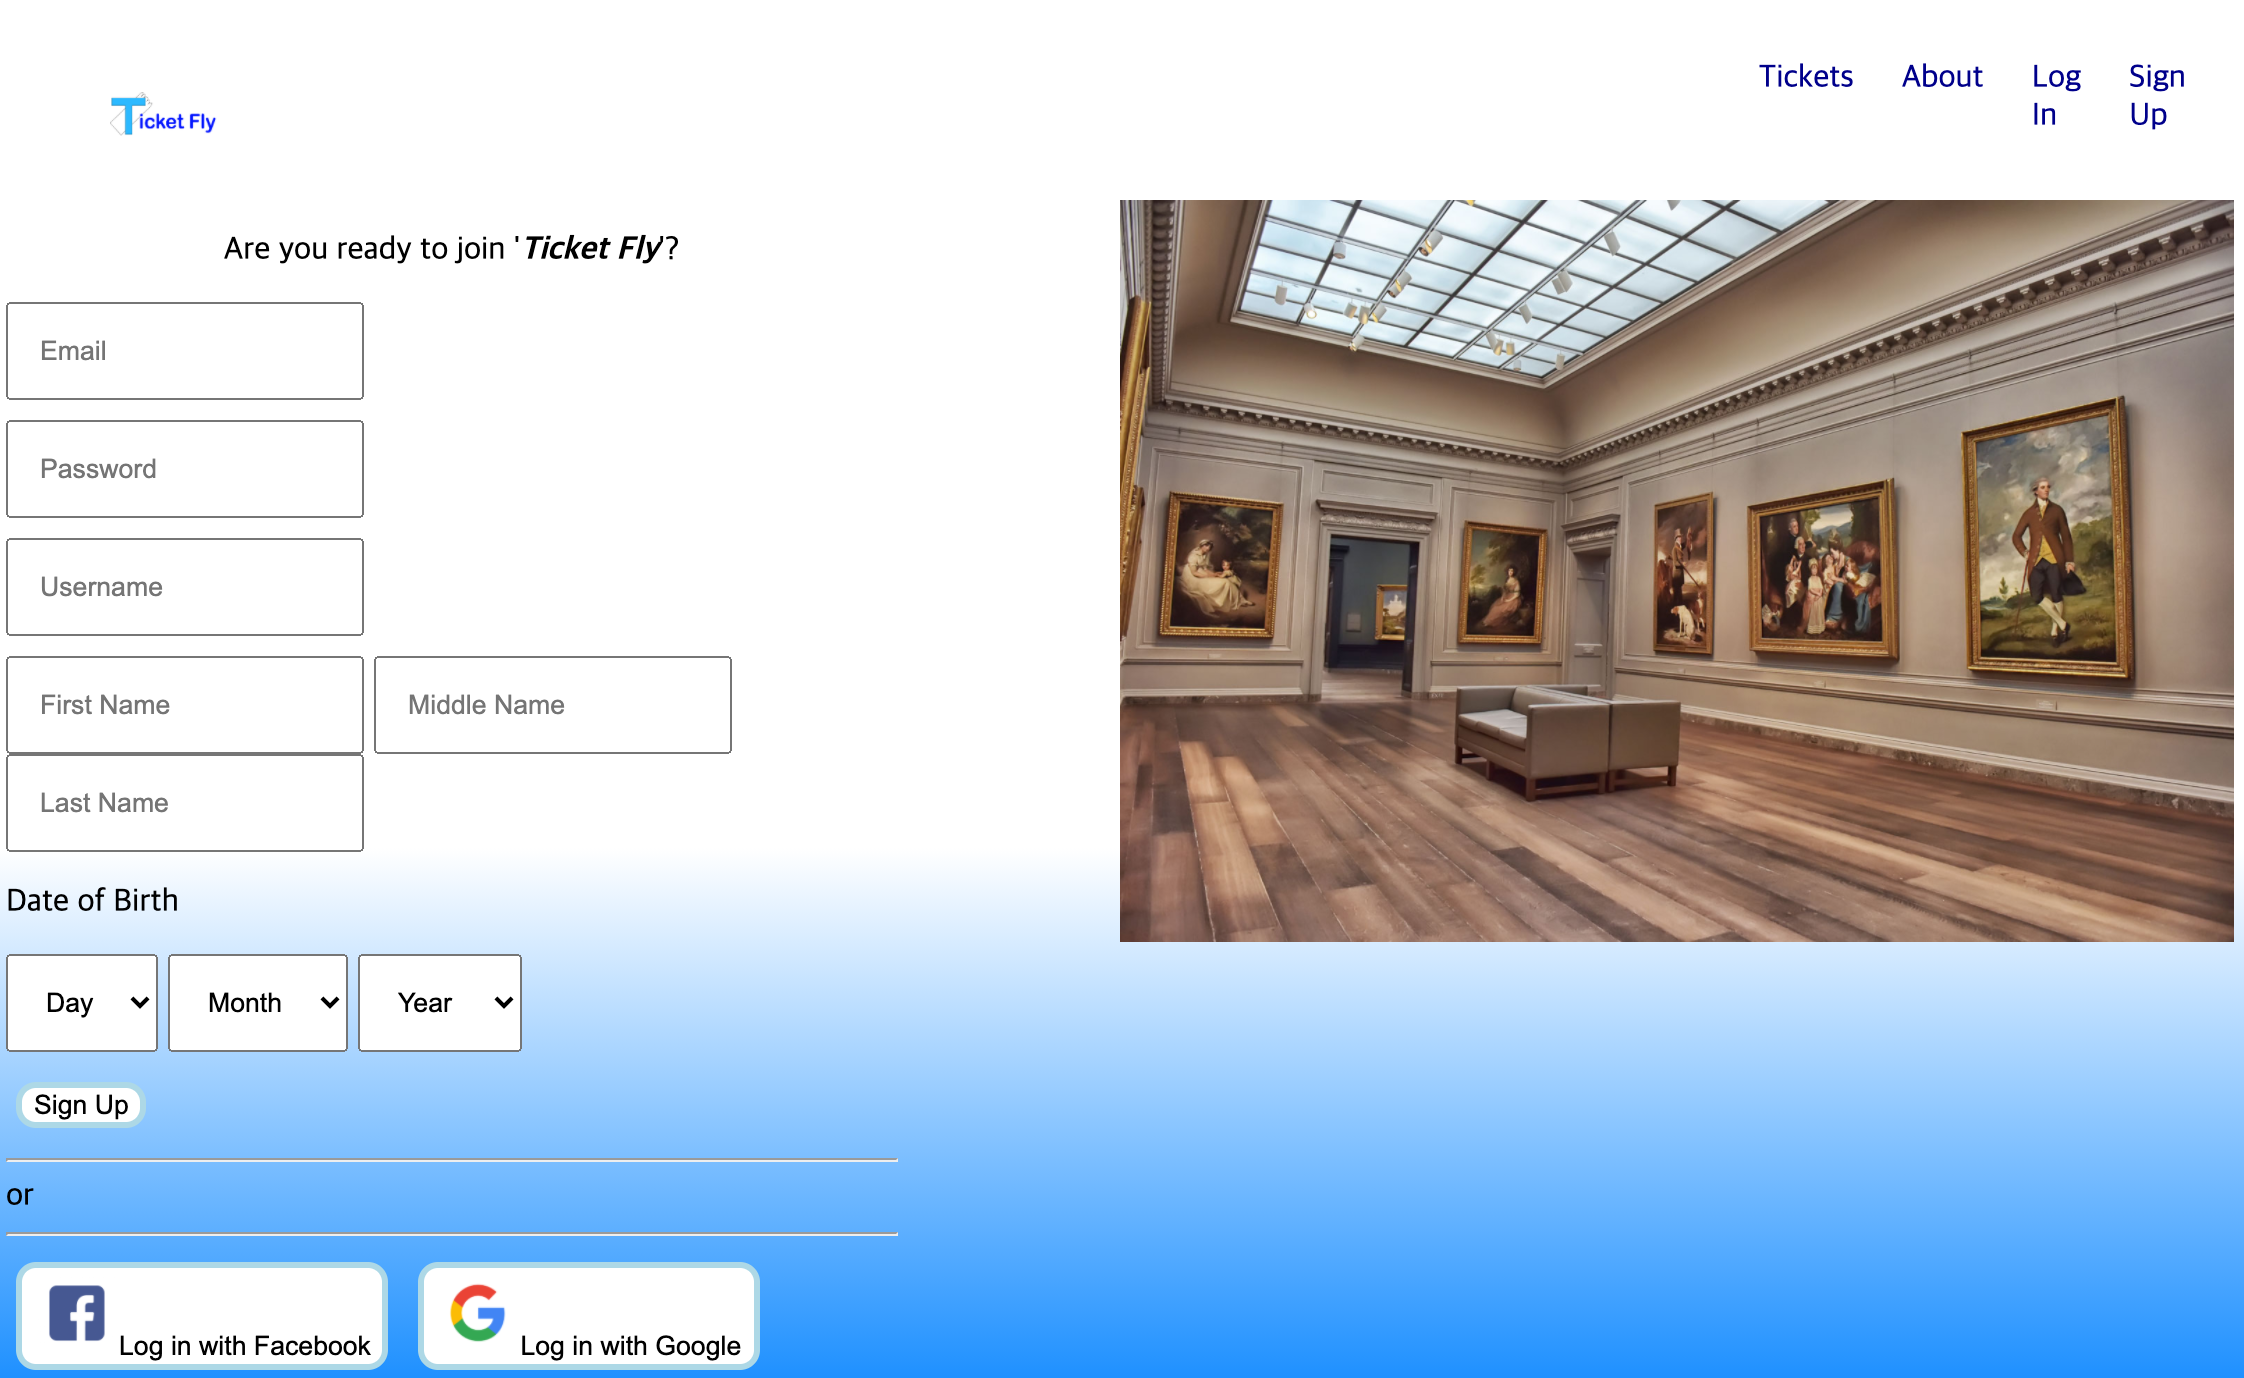 Ticket Fly
Tickets
About
Log
In
Sign
Up
Are you ready to join 'Ticket Fly'?
Email
Password
Username
First Name
Middle Name
Last Name
Date of Birth
Day
Month
Year
Sign Up
or
Log in with Facebook
Log in with Google